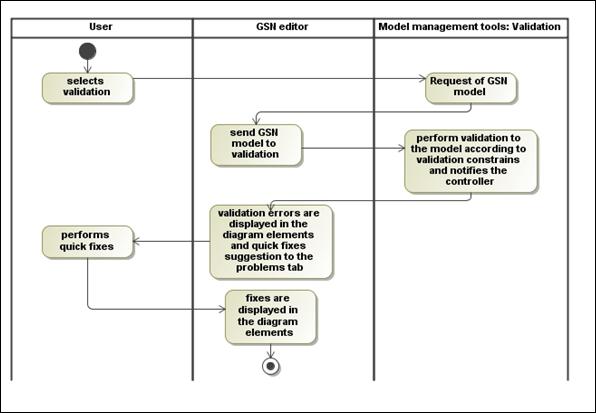 User
GSN editor
Model management tools: Validation
selects
validation
Request of GSN
model
send GSN
model to
validation
perform validation to
the model according to
validation constrains
and notifies the
controller
validation errors are
displayed in the
diagram elements
and quick fixes
suggestion to the
problems tab
performs
quick fixes
fixes are
displayed in
the diagram
elements